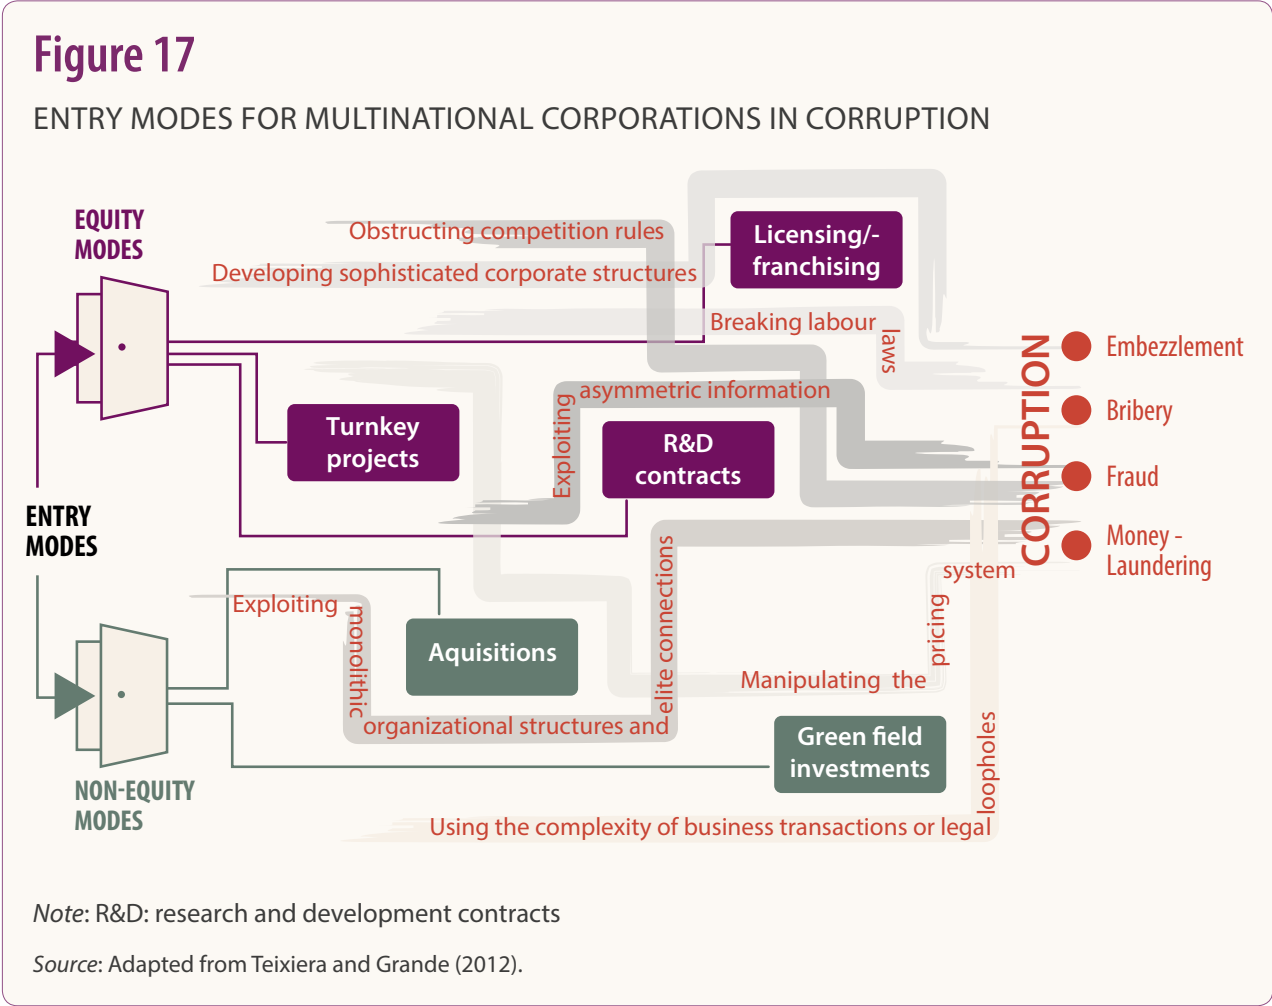 Figure 17
ENTRY MODES FOR MULTINATIONAL CORPORATIONS IN CORRUPTION
EQUITY
MODES
Obstructing competition rules
Developing sophisticated corporate structures
Licensing/-
franchising
Breaking labour
laws
Exploiting
asymmetric information
Turnkey
projects
R&D
contracts
ENTRY
MODES
CORRUPTION
Embezzlement
Bribery
Fraud
Money -
Laundering
Exploiting
monolithic
organizational structures and
elite connections
Aquisitions
Manipulating the
pricing
system
Green field
investments
NON-EQUITY
MODES
Using the complexity of business transactions or legal
loopholes
Note: R&D: research and development contracts
Source: Adapted from Teixiera and Grande (2012).